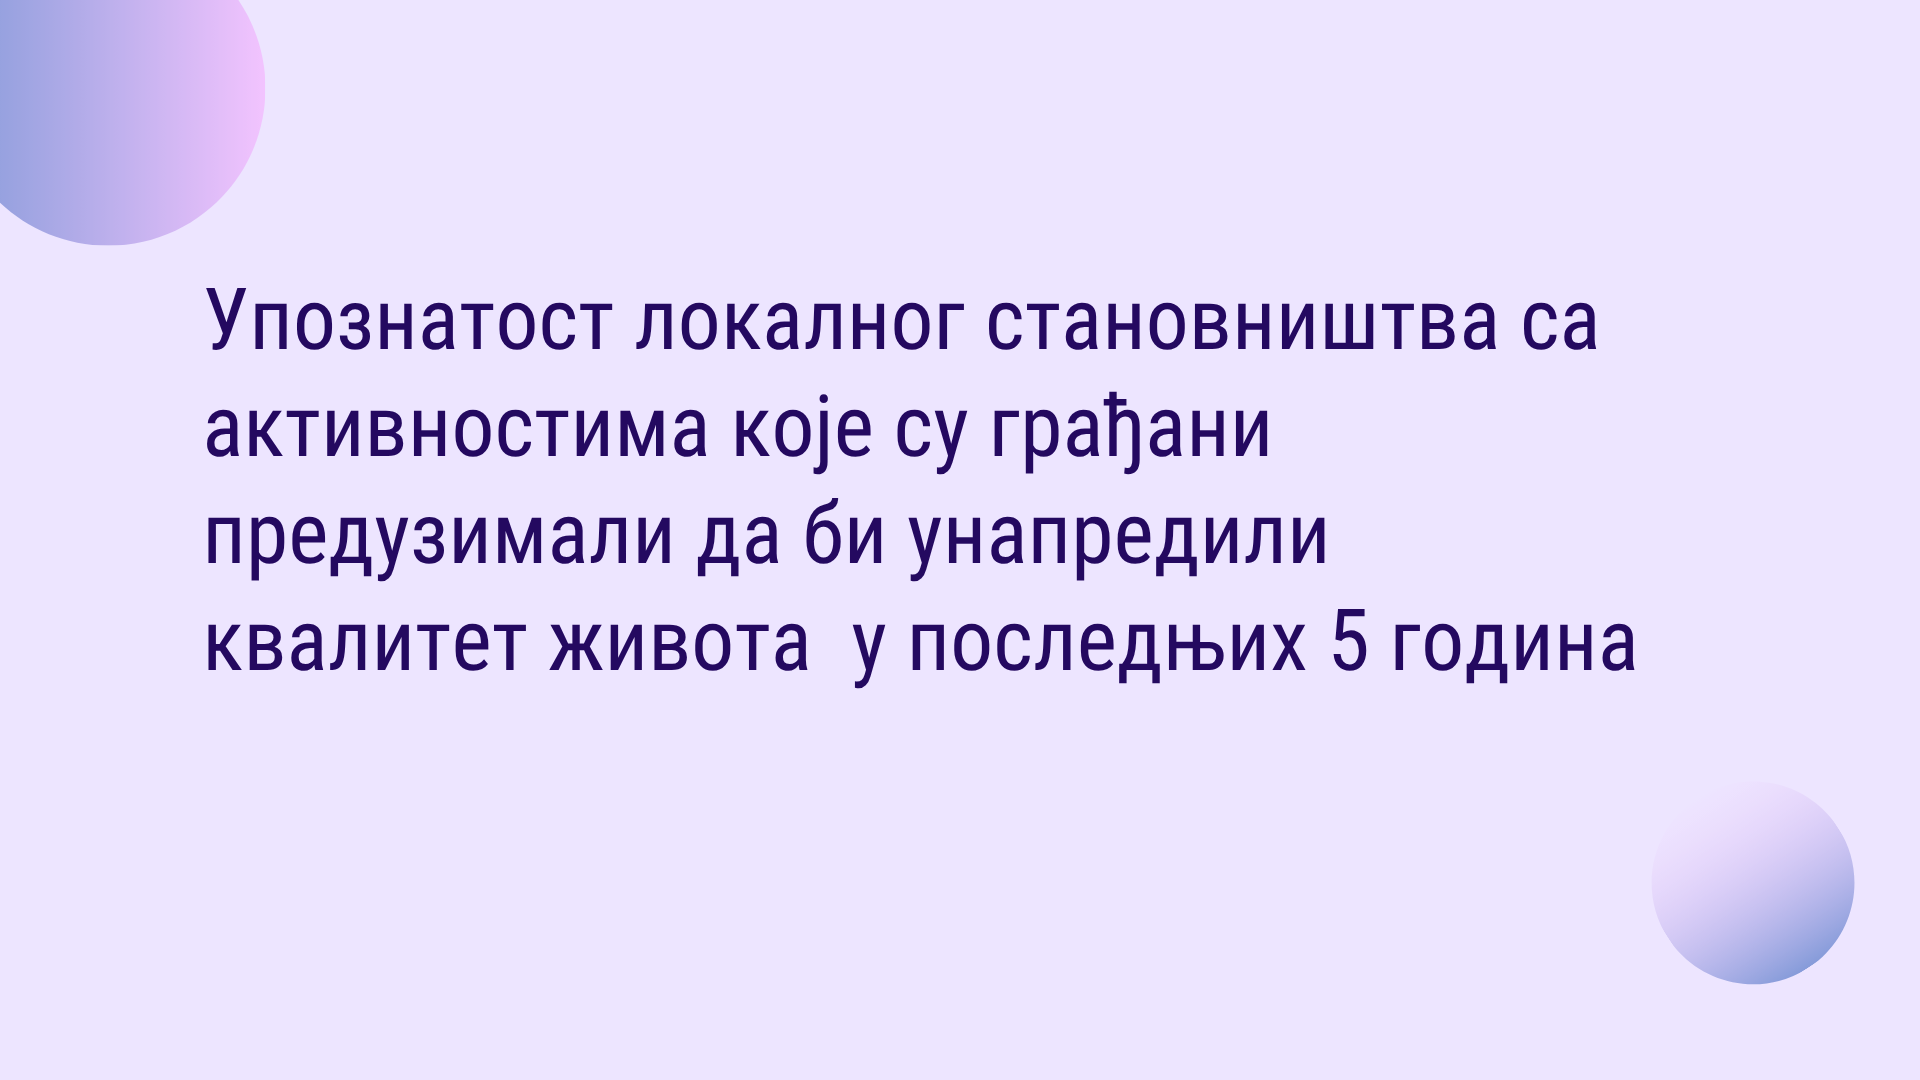 Упознатост локалног становништва са
активностима које су грађани
предузимали да би унапредили
квалитет живота  у последњих 5 година